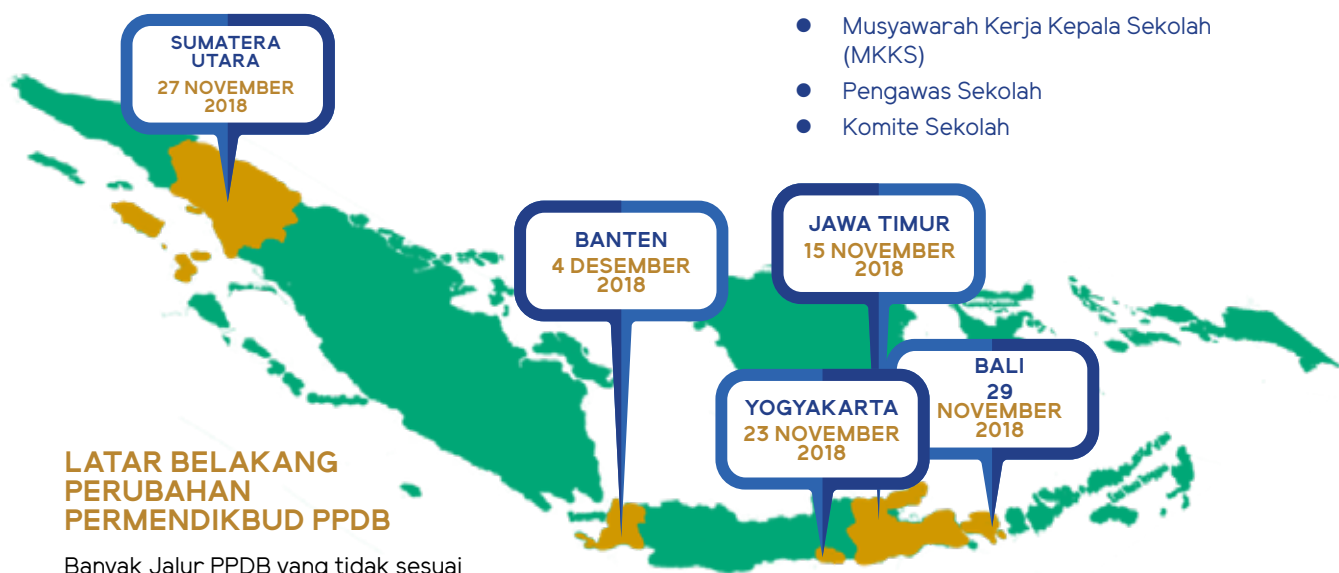 ● Musyawarah Kerja Kepala Sekolah
(MKKS)
● Pengawas Sekolah
● Komite Sekolah
SUMATERA
UTARA
27 NOVEMBER
2018
BANTEN
4 DESEMBER
2018
JAWA TIMUR
15 NOVEMBER
2018
BALI
29
NOVEMBER
2018
YOGYAKARTA
23 NOVEMBER
2018
LATAR BELAKANG
PERUBAHAN
PERMENDIKBUD PPDB
Banyak Jalur PPDB yang tidak sesuai